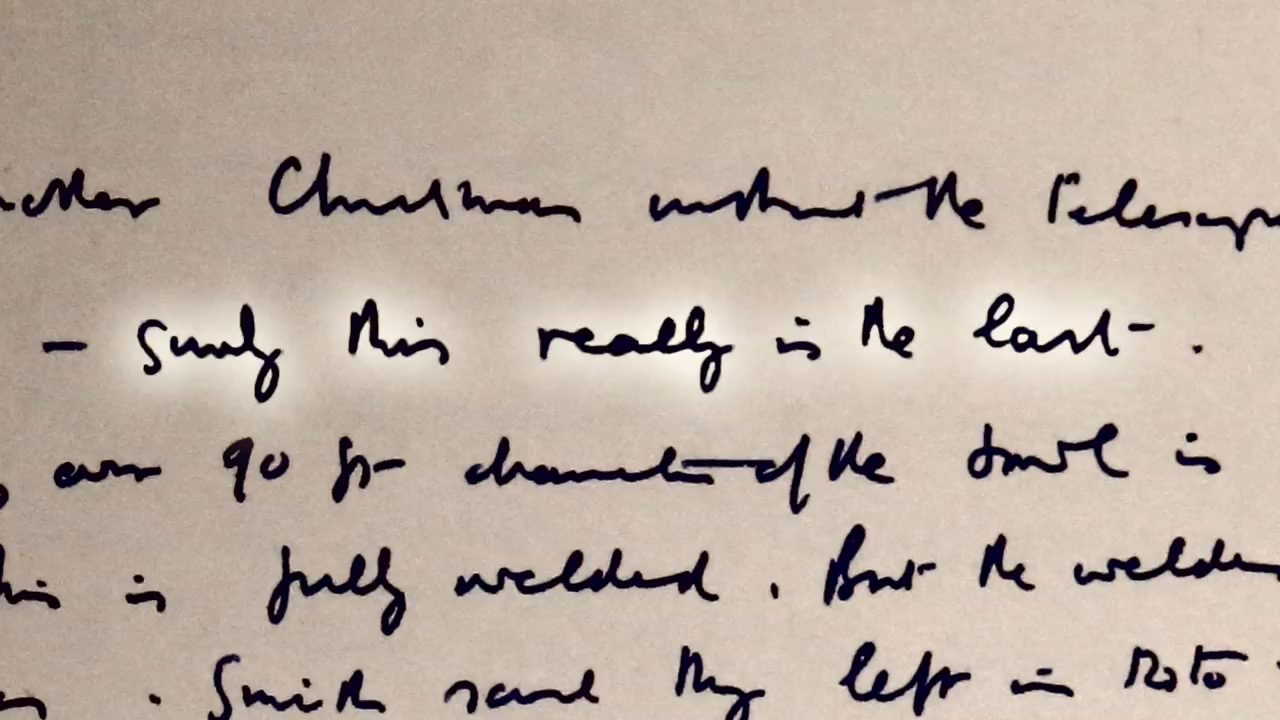 another Christmas without the Telescope
- Surely this really is the last.
over 90 ft diameter of the bowl is
this is fully welded. But the welders
. Smith said they left in